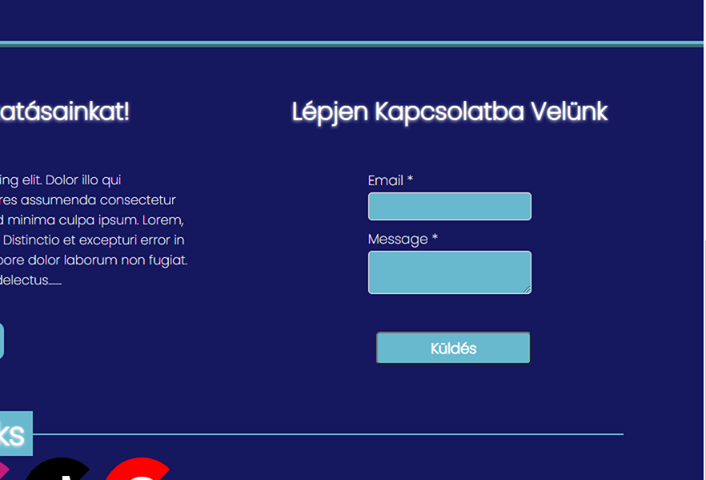 atásainkat!
ing elit. Dolor illo qui
res assumenda consectetur
d minima culpa ipsum. Lorem,
Distinctio et excepturi error in
pore dolor laborum non fugiat.
delectus......
Lépjen Kapcsolatba Velünk
Email *
Message *
Küldés
ks